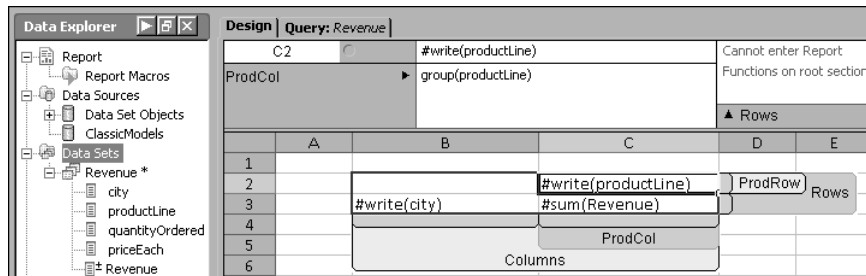 Data Explorer
Report
Report Macros
Data Sources
Data Set Objects
ClassicModels
Data Sets
Revenue *
city
productLine
quantityOrdered
priceEach
Revenue
Design Query: Revenue
C2 #write(productLine) Cannot enter Report
ProdCol group(productLine) Functions on root section
Rows
A B C D E
1
2 #write(productLine) ProdRow Rows
3 #write(city) #sum(Revenue)
4
5 ProdCol
6 Columns